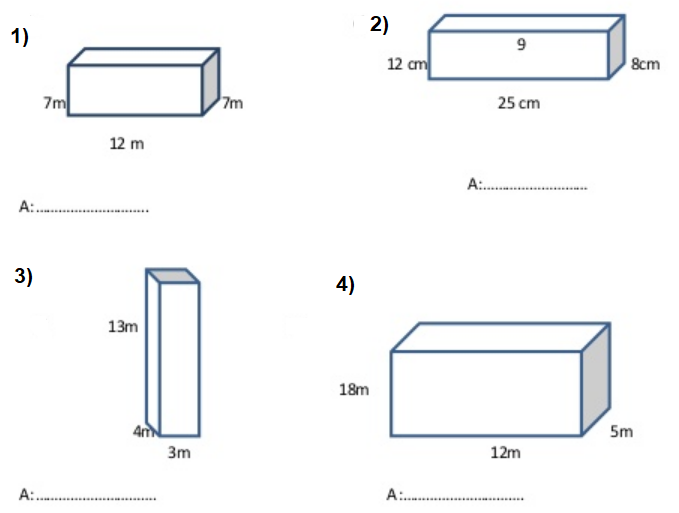 1)
7m
7m
12 m
A:..............................
2)
9
12 cm
8cm
25 cm
A:............................
3)
13m
4m
3m
A:................................
4)
18m
5m
12m
A:................................